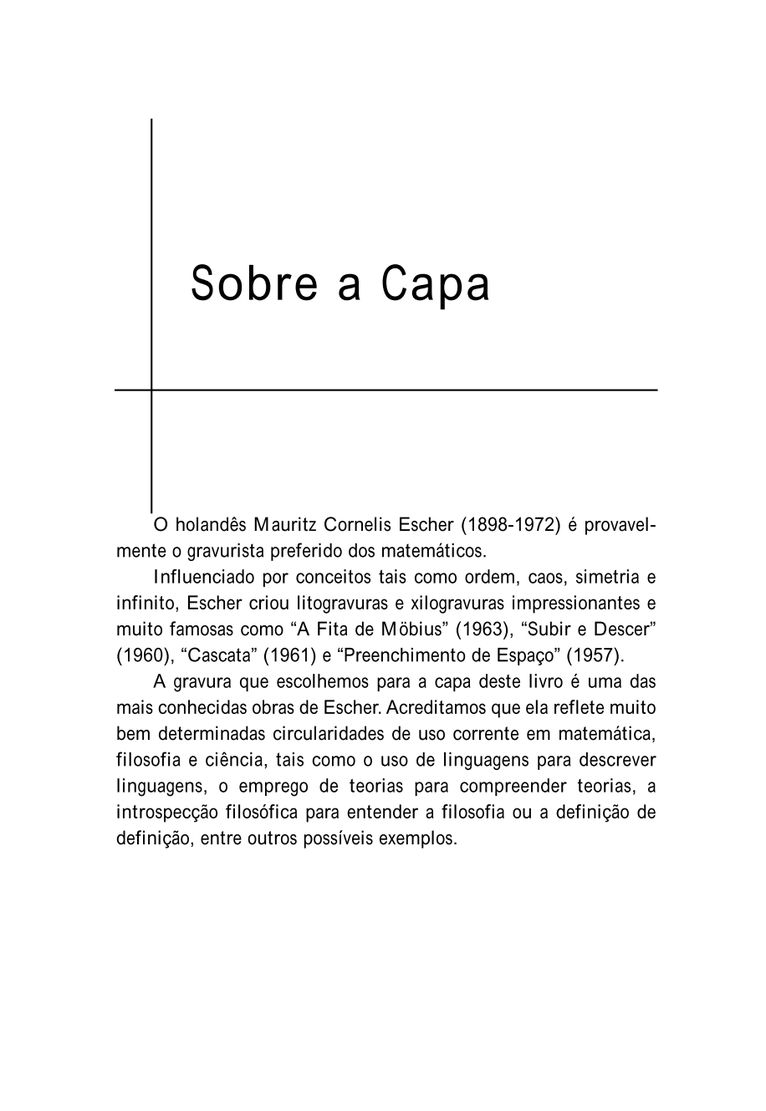 Sobre a Capa
O holandês Mauritz Cornelis Escher (1898-1972) é provavel-
mente o gravurista preferido dos matemáticos.
Influenciado por conceitos tais como ordem, caos, simetria e
infinito, Escher criou litogravuras e xilogravuras impressionantes e
muito famosas como “A Fita de Möbius” (1963), “Subir e Descer”
(1960), “Cascata” (1961) e “Preenchimento de Espaço” (1957).
A gravura que escolhemos para a capa deste livro é uma das
mais conhecidas obras de Escher. Acreditamos que ela reflete muito
bem determinadas circularidades de uso corrente em matemática,
filosofia e ciência, tais como o uso de linguagens para descrever
linguagens, o emprego de teorias para compreender teorias, a
introspecção filosófica para entender a filosofia ou a definição de
definição, entre outros possíveis exemplos.